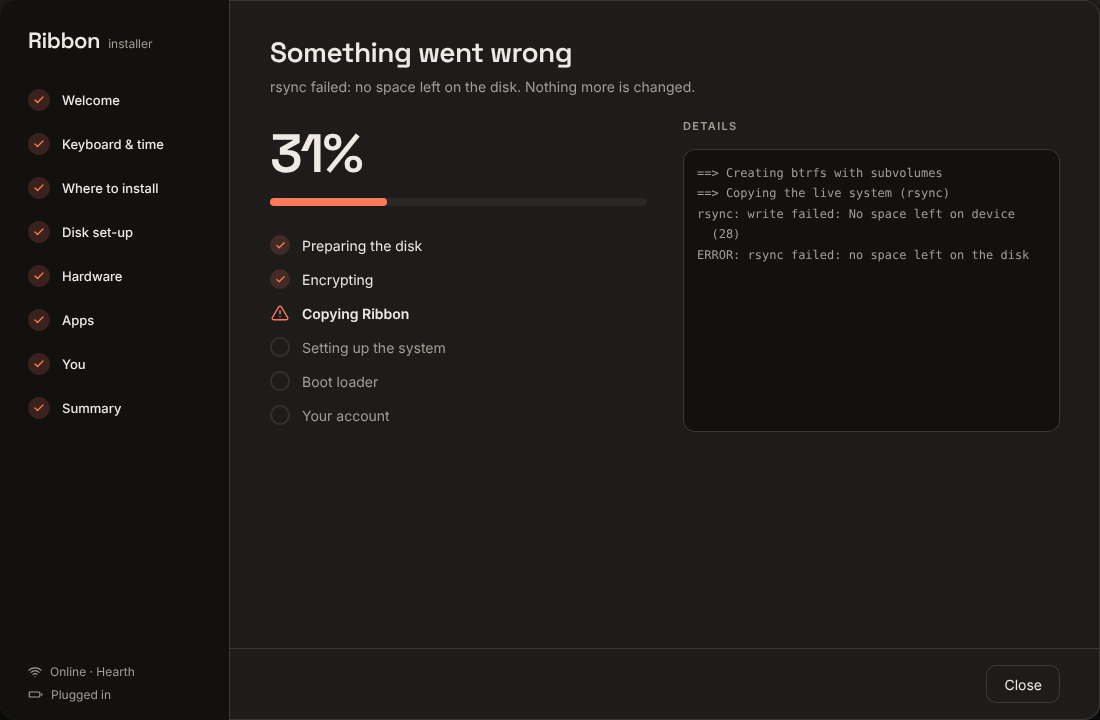 Ribbon installer
Welcome
Keyboard & time
Where to install
Disk set-up
Hardware
Apps
You
Summary
Online · Hearth
Plugged in
Something went wrong
rsync failed: no space left on the disk. Nothing more is changed.
31%
Preparing the disk
Encrypting
Copying Ribbon
Setting up the system
Boot loader
Your account
DETAILS
==> Creating btrfs with subvolumes
==> Copying the live system (rsync)
rsync: write failed: No space left on device
(28)
ERROR: rsync failed: no space left on the disk
Close